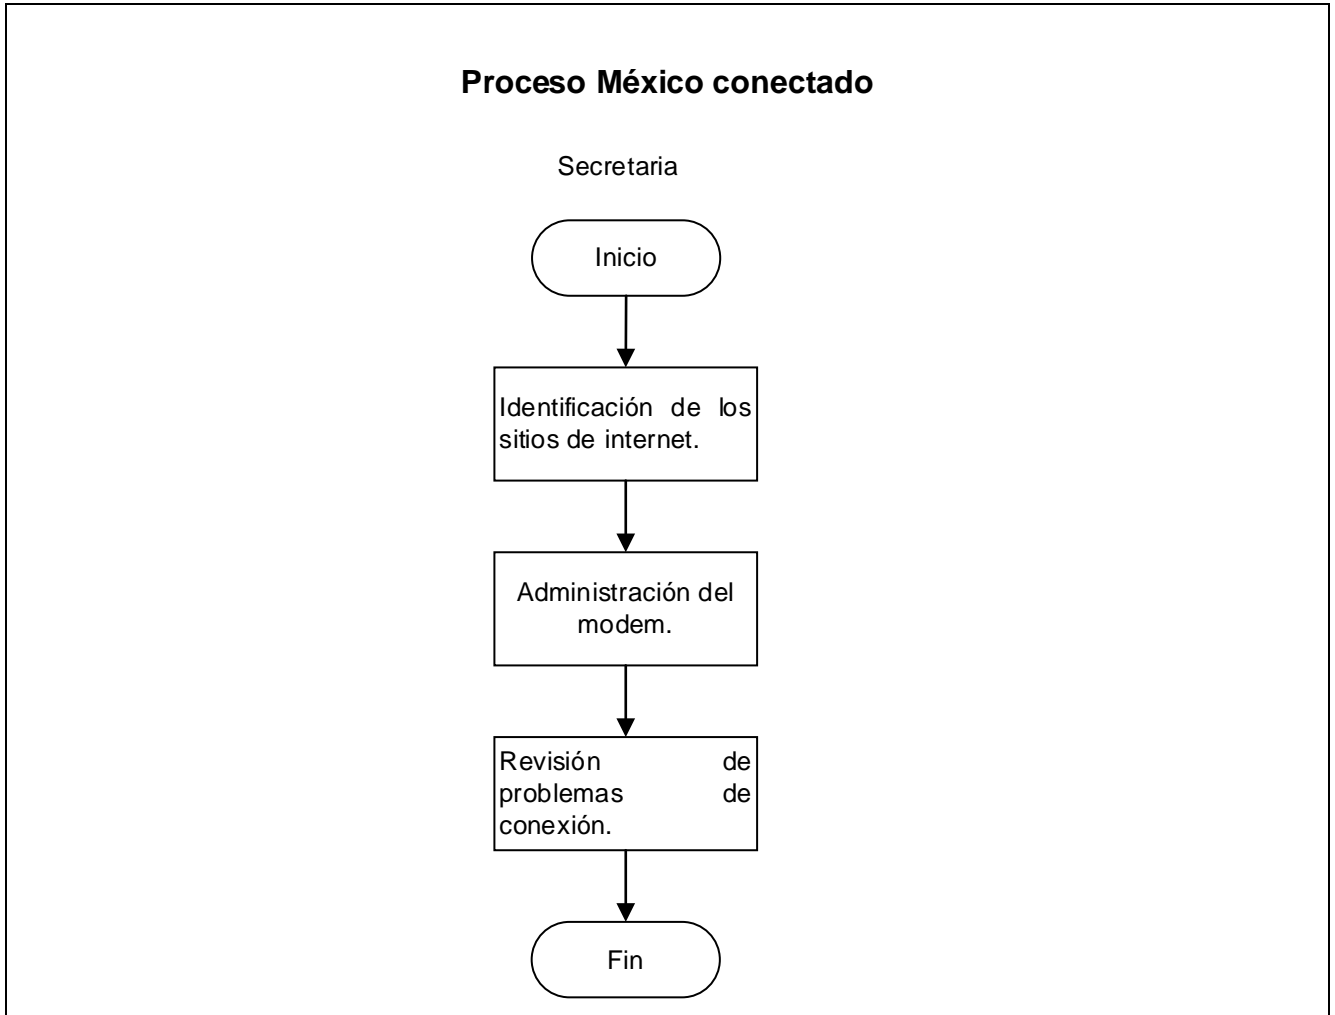 Proceso México conectado
Secretaria
Inicio
Identificación de los
sitios de internet.
Administración del
modem.
Revisión de
problemas de
conexión.
Fin